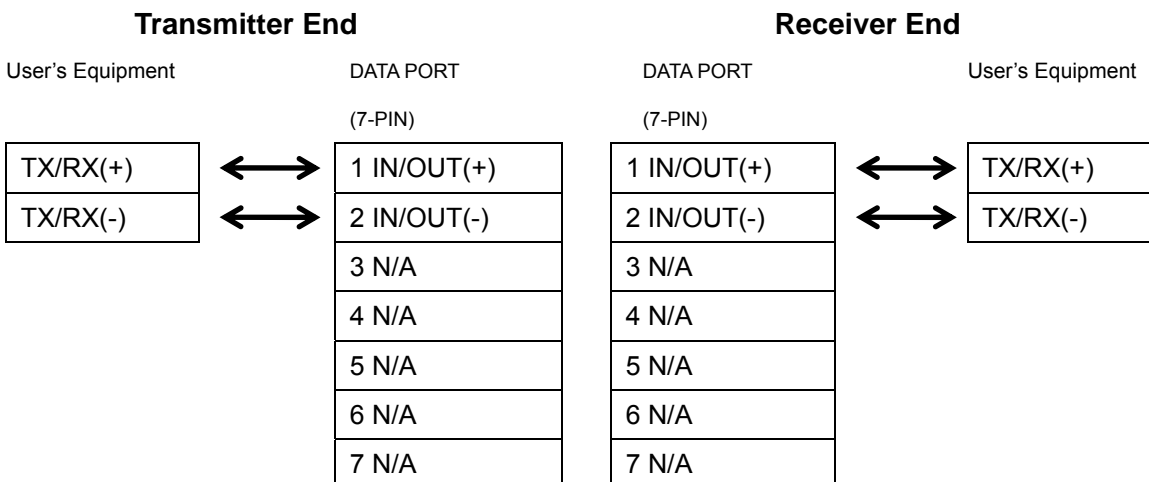 Transmitter End Receiver End
User’s Equipment DATA PORT DATA PORT User’s Equipment
(7-PIN) (7-PIN)
TX/RX(+) 1 IN/OUT(+) 1 IN/OUT(+) TX/RX(+)
TX/RX(-) 2 IN/OUT(-) 2 IN/OUT(-) TX/RX(-)
3 N/A 3 N/A
4 N/A 4 N/A
5 N/A 5 N/A
6 N/A 6 N/A
7 N/A 7 N/A